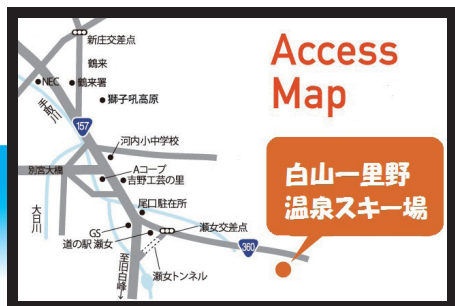 Access
Map
新庄交差点
鶴来
NEC
鶴来署
獅子吼高原
手取川
157
河内小中学校
別宮大橋
Aコープ
吉野工芸の里
尾口駐在所
大日川
GS
道の駅 瀬女
瀬女交差点
360
至旧白峰
瀬女トンネル
白山一里野
温泉スキー場